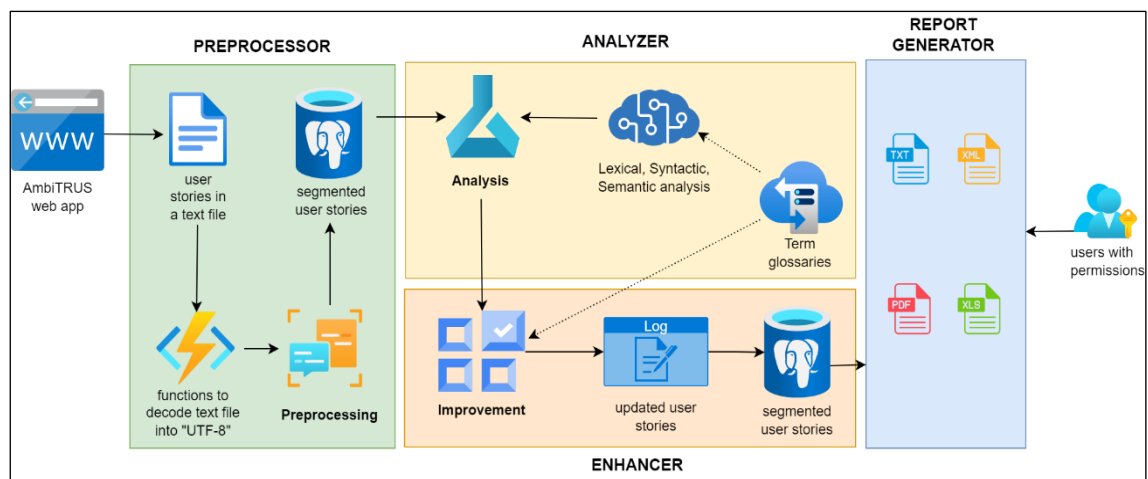 PREPROCESSOR
ANALYZER
REPORT
GENERATOR
WWW
AmbiTRUS
web app
user
stories in
a text file
segmented
user stories
functions to
decode text file
into "UTF-8"
Preprocessing
Analysis
Lexical, Syntactic,
Semantic analysis
Term
glossaries
Improvement
Log
updated user
stories
segmented
user stories
ENHANCER
TXT
XML
PDF
XLS
users with
permissions